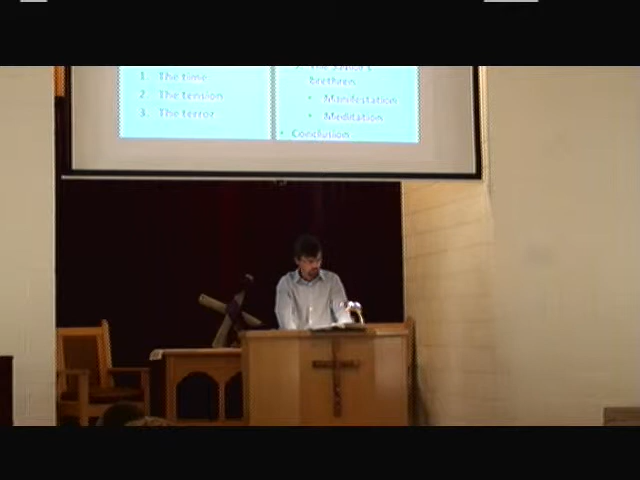 1. The time
2. The tension
3. The terror
Brethren
• Manifestation
• Meditation
• Conclusion